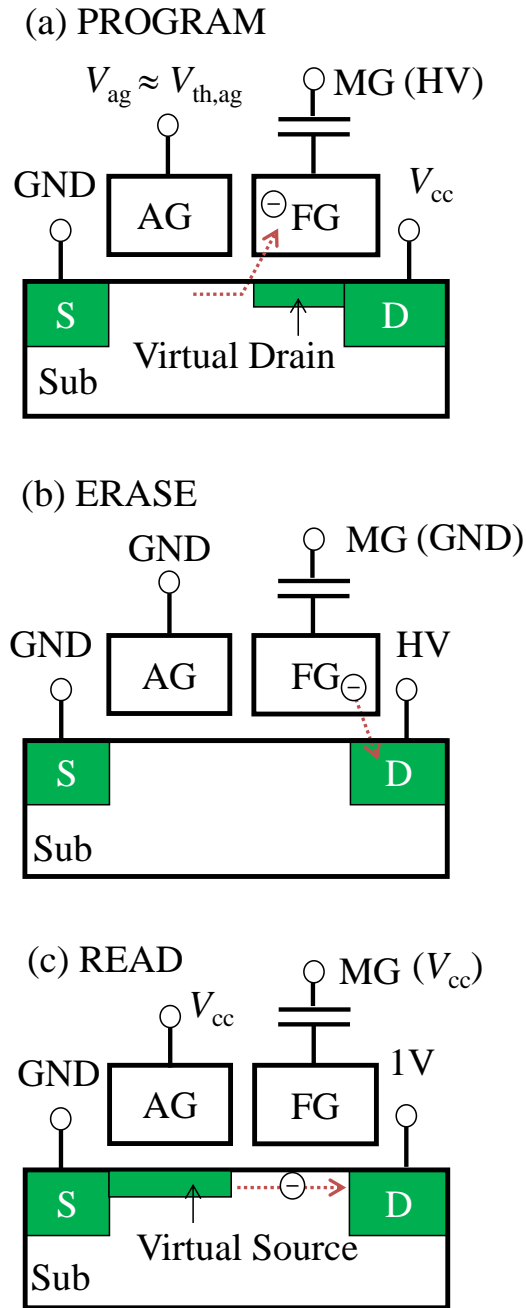 (a) PROGRAM
V_ag ≈ V_th,ag
MG (HV)
GND
V_cc
AG
− FG
S
D
Virtual Drain
Sub
(b) ERASE
GND
MG (GND)
GND
HV
AG
FG −
S
D
Sub
(c) READ
V_cc
MG (V_cc)
GND
1V
AG
FG
−
S
D
Virtual Source
Sub